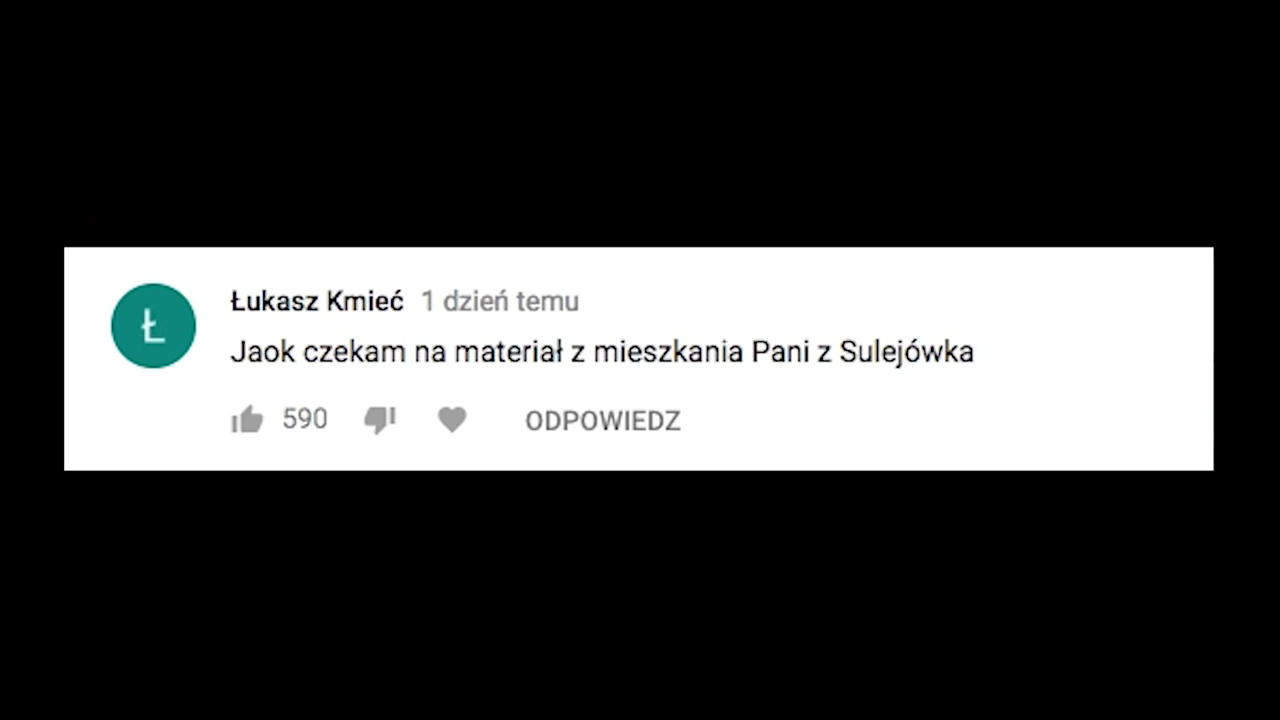 Ł
Łukasz Kmieć 1 dzień temu
Jaok czekam na materiał z mieszkania Pani z Sulejówka
590 ODPOWIEDZ